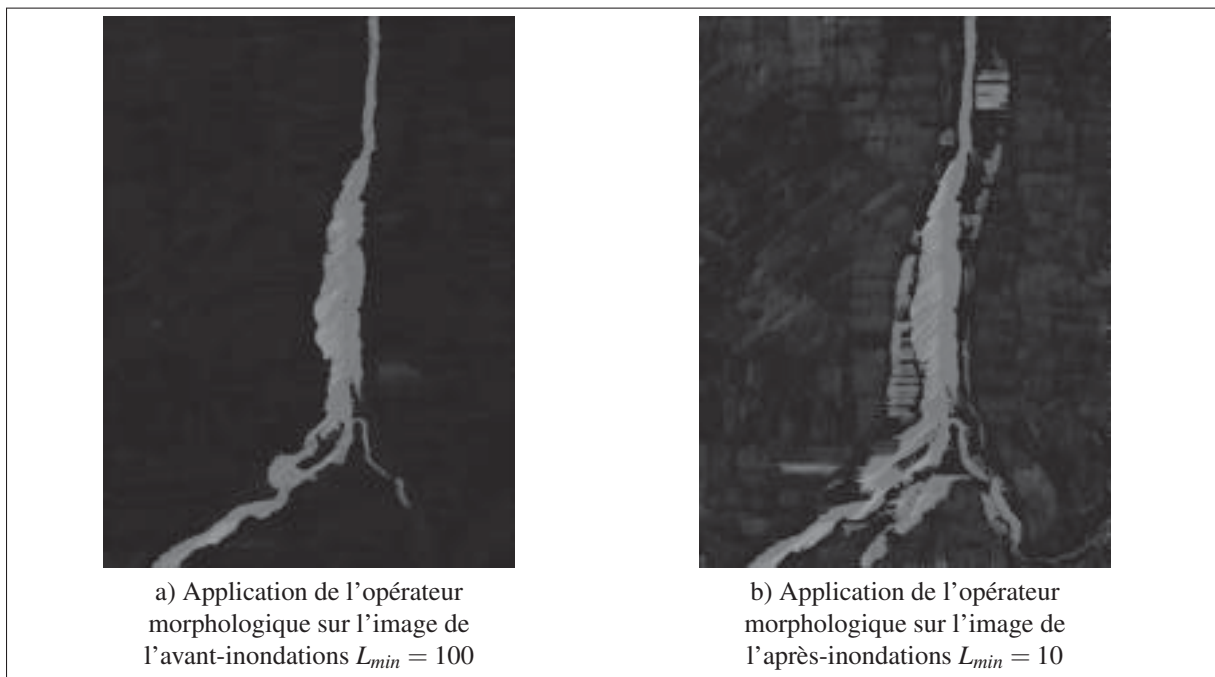 a) Application de l'opérateur
morphologique sur l'image de
l'avant-inondations L_min = 100
b) Application de l'opérateur
morphologique sur l'image de
l'après-inondations L_min = 10